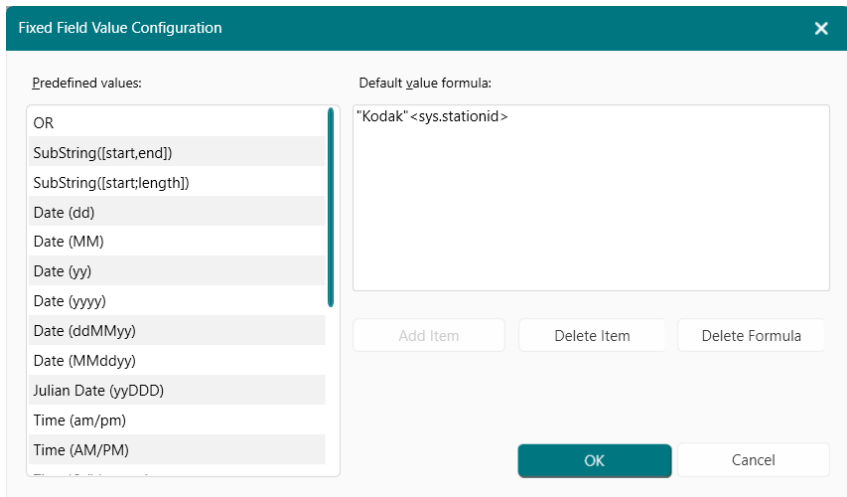 Fixed Field Value Configuration
Predefined values:
OR
SubString([start,end])
SubString([start;length])
Date (dd)
Date (MM)
Date (yy)
Date (yyyy)
Date (ddMMyy)
Date (MMddyy)
Julian Date (yyDDD)
Time (am/pm)
Time (AM/PM)
Default value formula:
"Kodak"<sys.stationid>
Add Item
Delete Item
Delete Formula
OK
Cancel